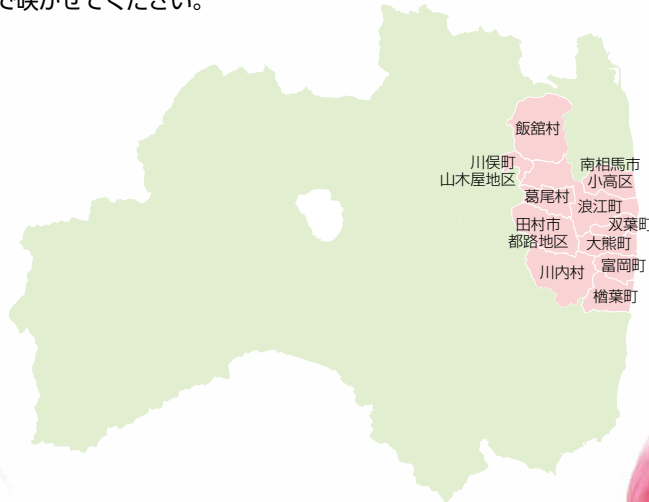 で咲かせてください。
飯舘村
川俣町
山木屋地区
南相馬市
小高区
葛尾村
浪江町
田村市
都路地区
双葉町
大熊町
川内村
富岡町
楢葉町